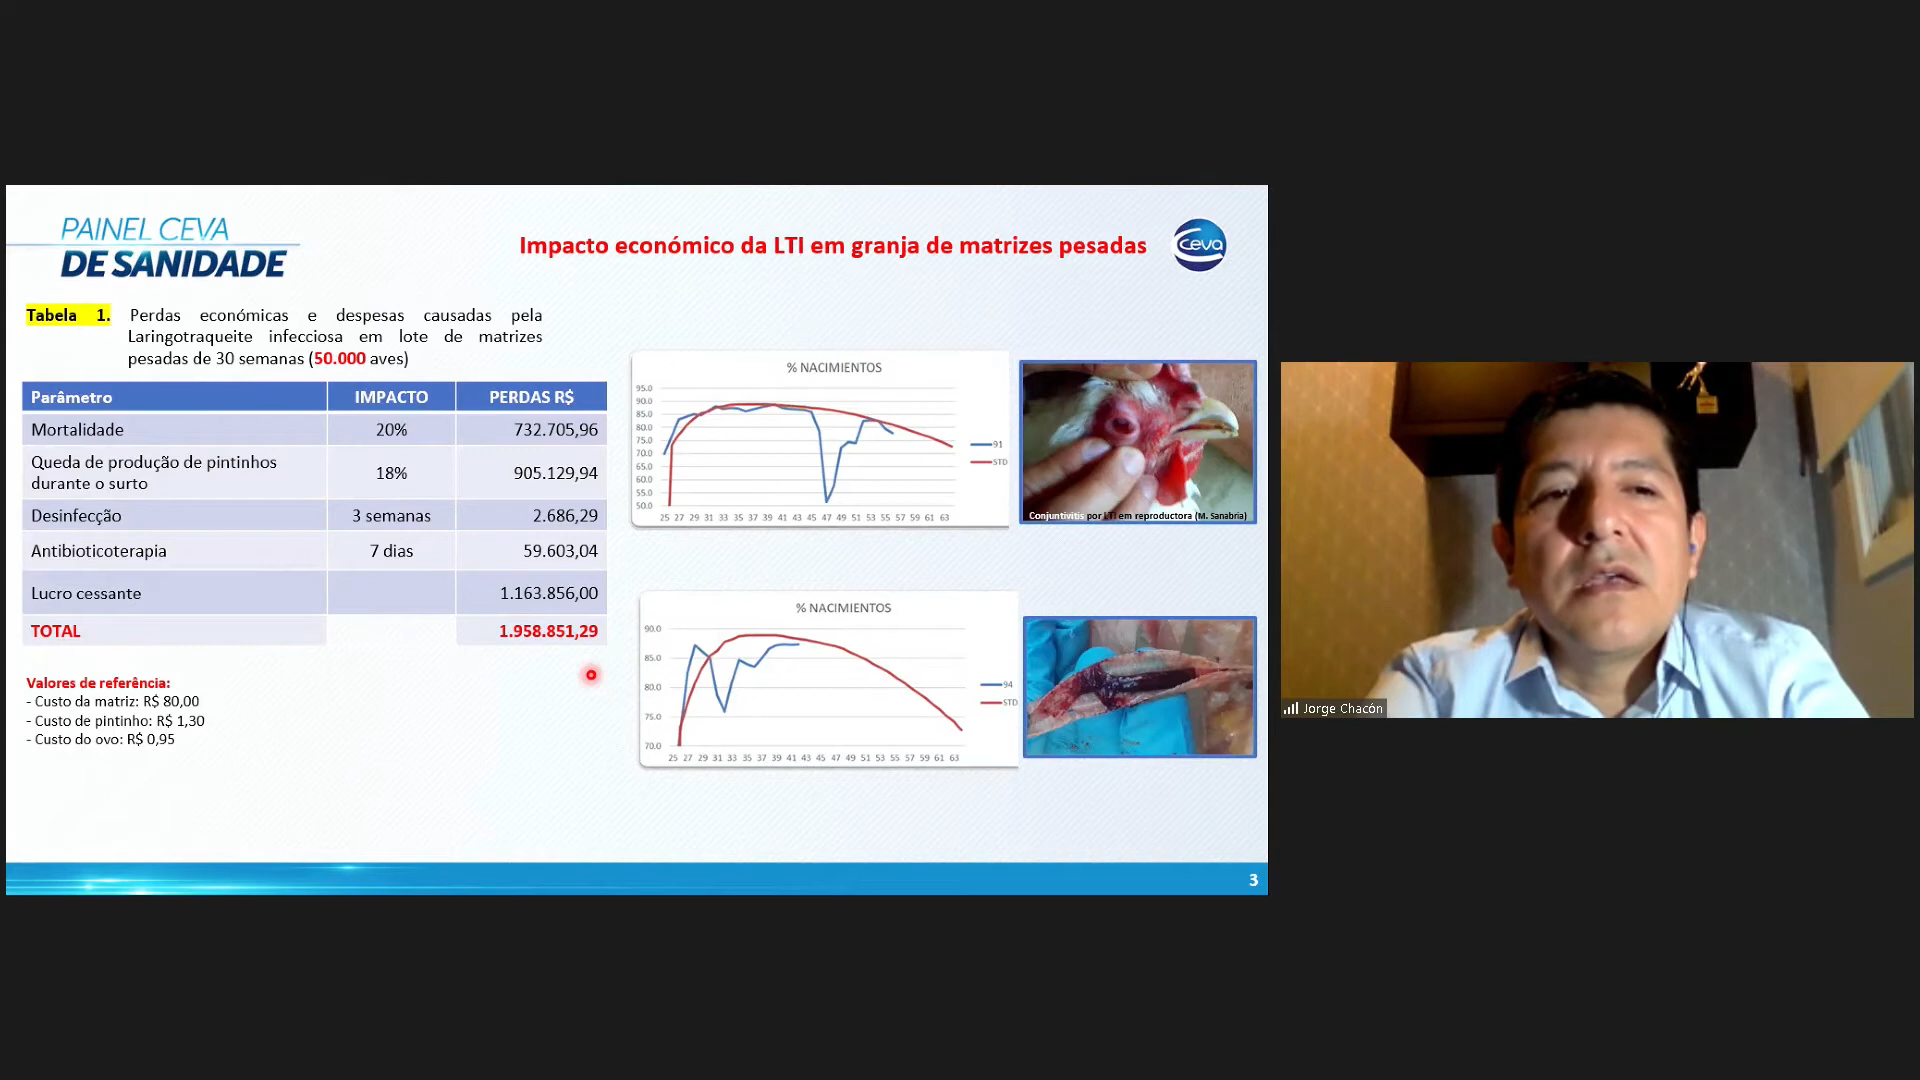 PAINEL CEVA
DE SANIDADE
Impacto económico da LTI em granja de matrizes pesadas
ceva
Tabela 1. Perdas económicas e despesas causadas pela
Laringotraqueite infecciosa em lote de matrizes
pesadas de 30 semanas (50.000 aves)
Parâmetro IMPACTO PERDAS R$
Mortalidade 20% 732.705,96
Queda de produção de pintinhos
durante o surto 18% 905.129,94
Desinfecção 3 semanas 2.686,29
Antibioticoterapia 7 dias 59.603,04
Lucro cessante 1.163.856,00
TOTAL 1.958.851,29
Valores de referência:
- Custo da matriz: R$ 80,00
- Custo de pintinho: R$ 1,30
- Custo do ovo: R$ 0,95
% NACIMIENTOS
95.0
90.0
85.0
80.0
75.0
70.0
65.0
60.0
55.0
50.0
25 27 29 31 33 35 37 39 41 43 45 47 49 51 53 55 57 59 61 63
91
STD
Conjuntivitis por LTI em reproductora (M. Sanabria)
% NACIMIENTOS
90.0
85.0
80.0
75.0
70.0
25 27 29 31 33 35 37 39 41 43 45 47 49 51 53 55 57 59 61 63
94
STD
3
Jorge Chacón